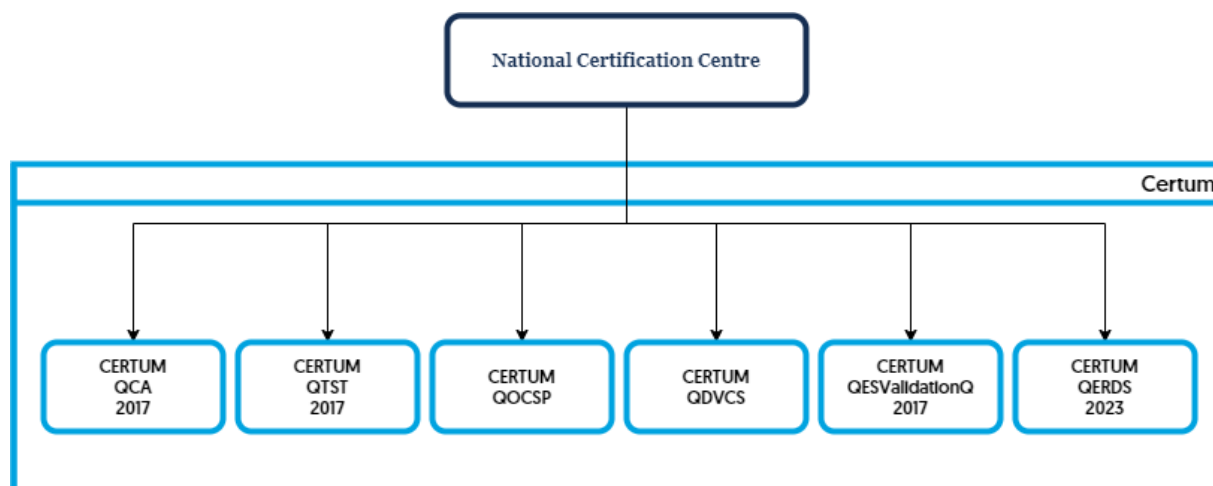 National Certification Centre
Certum
CERTUM
QCA
2017
CERTUM
QTST
2017
CERTUM
QOCSP
CERTUM
QDVCS
CERTUM
QESValidationQ
2017
CERTUM
QERDS
2023